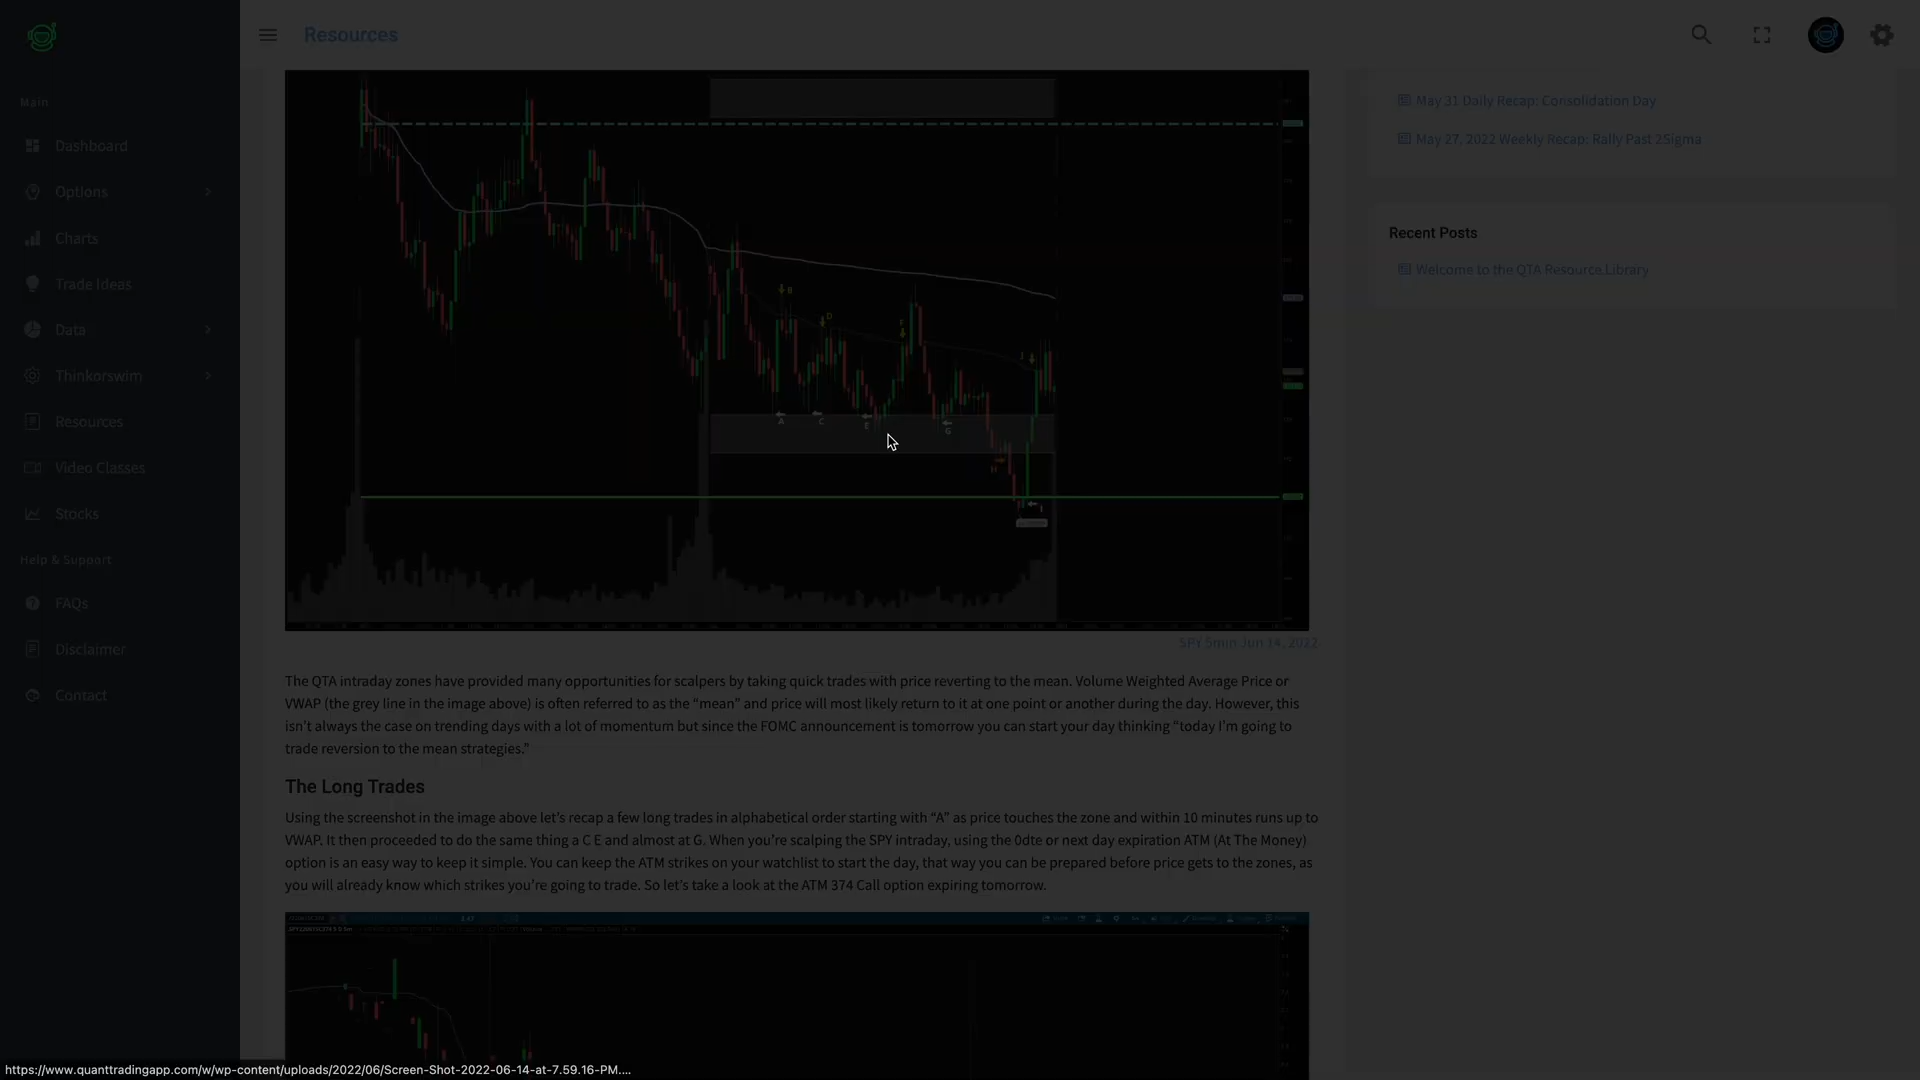 Resources
Main
Dashboard
Options
Charts
Trade Ideas
Data
Thinkorswim
Resources
Video Classes
Stocks
Help & Support
FAQs
Disclaimer
Contact
B
D
F
J
A
C
E
G
H
I
SPY 5min Jun 14, 2022
The QTA intraday zones have provided many opportunities for scalpers by taking quick trades with price reverting to the mean. Volume Weighted Average Price or
VWAP (the grey line in the image above) is often referred to as the “mean” and price will most likely return to it at one point or another during the day. However, this
isn’t always the case on trending days with a lot of momentum but since the FOMC announcement is tomorrow you can start your day thinking “today I’m going to
trade reversion to the mean strategies.”
The Long Trades
Using the screenshot in the image above let’s recap a few long trades in alphabetical order starting with “A” as price touches the zone and within 10 minutes runs up to
VWAP. It then proceeded to do the same thing a C E and almost at G. When you’re scalping the SPY intraday, using the 0dte or next day expiration ATM (At The Money)
option is an easy way to keep it simple. You can keep the ATM strikes on your watchlist to start the day, that way you can be prepared before price gets to the zones, as
you will already know which strikes you’re going to trade. So let’s take a look at the ATM 374 Call option expiring tomorrow.
May 31 Daily Recap: Consolidation Day
May 27, 2022 Weekly Recap: Rally Past 2Sigma
Recent Posts
Welcome to the QTA Resource Library
https://www.quanttradingapp.com/w/wp-content/uploads/2022/06/Screen-Shot-2022-06-14-at-7.59.16-PM....